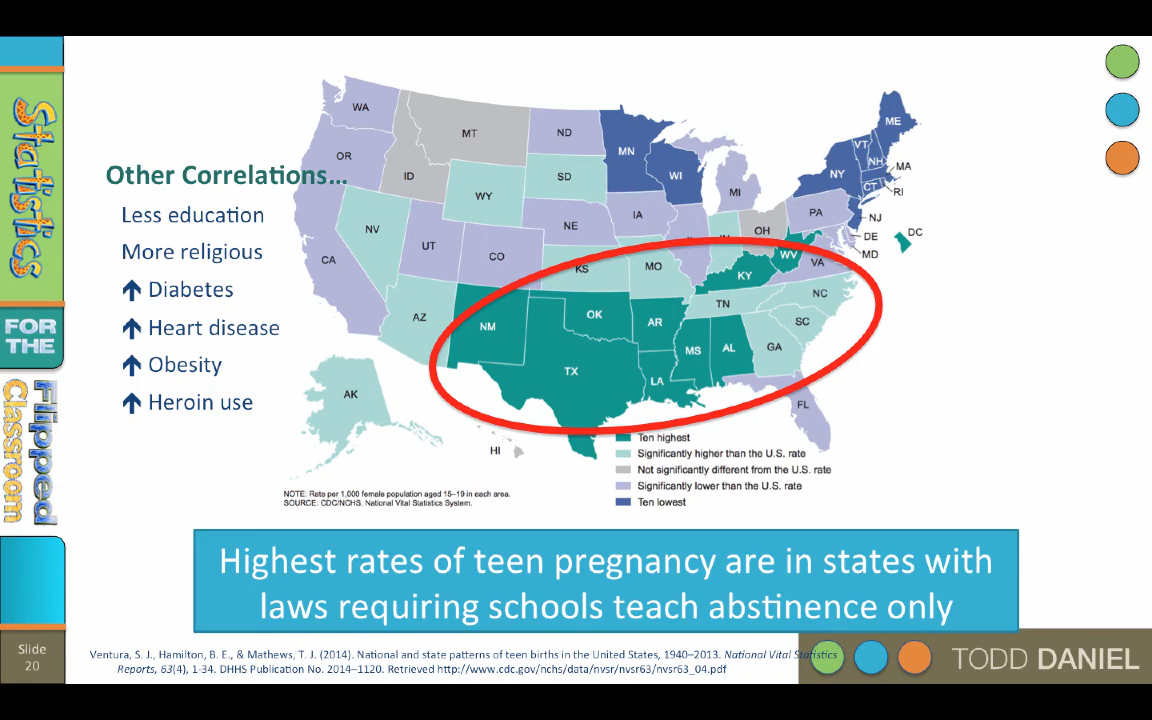 Statistics
FOR THE
Flipped Classroom
Slide
20
Other Correlations...
Less education
More religious
Diabetes
Heart disease
Obesity
Heroin use
WA
OR
CA
NV
ID
MT
WY
UT
CO
AZ
NM
ND
SD
NE
KS
OK
TX
MN
IA
MO
AR
LA
WI
MI
OH
KY
TN
MS
AL
GA
FL
SC
NC
VA
WV
PA
NY
VT
NH
ME
MA
RI
CT
NJ
DE
MD
DC
AK
HI
Ten highest
Significantly higher than the U.S. rate
Not significantly different from the U.S. rate
Significantly lower than the U.S. rate
Ten lowest
NOTE: Rate per 1,000 female population aged 15–19 in each area.
SOURCE: CDC/NCHS, National Vital Statistics System.
Highest rates of teen pregnancy are in states with
laws requiring schools teach abstinence only
Ventura, S. J., Hamilton, B. E., & Mathews, T. J. (2014). National and state patterns of teen births in the United States, 1940–2013. National Vital Statistics
Reports, 63(4), 1-34. DHHS Publication No. 2014–1120. Retrieved http://www.cdc.gov/nchs/data/nvsr/nvsr63/nvsr63_04.pdf
TODD DANIEL